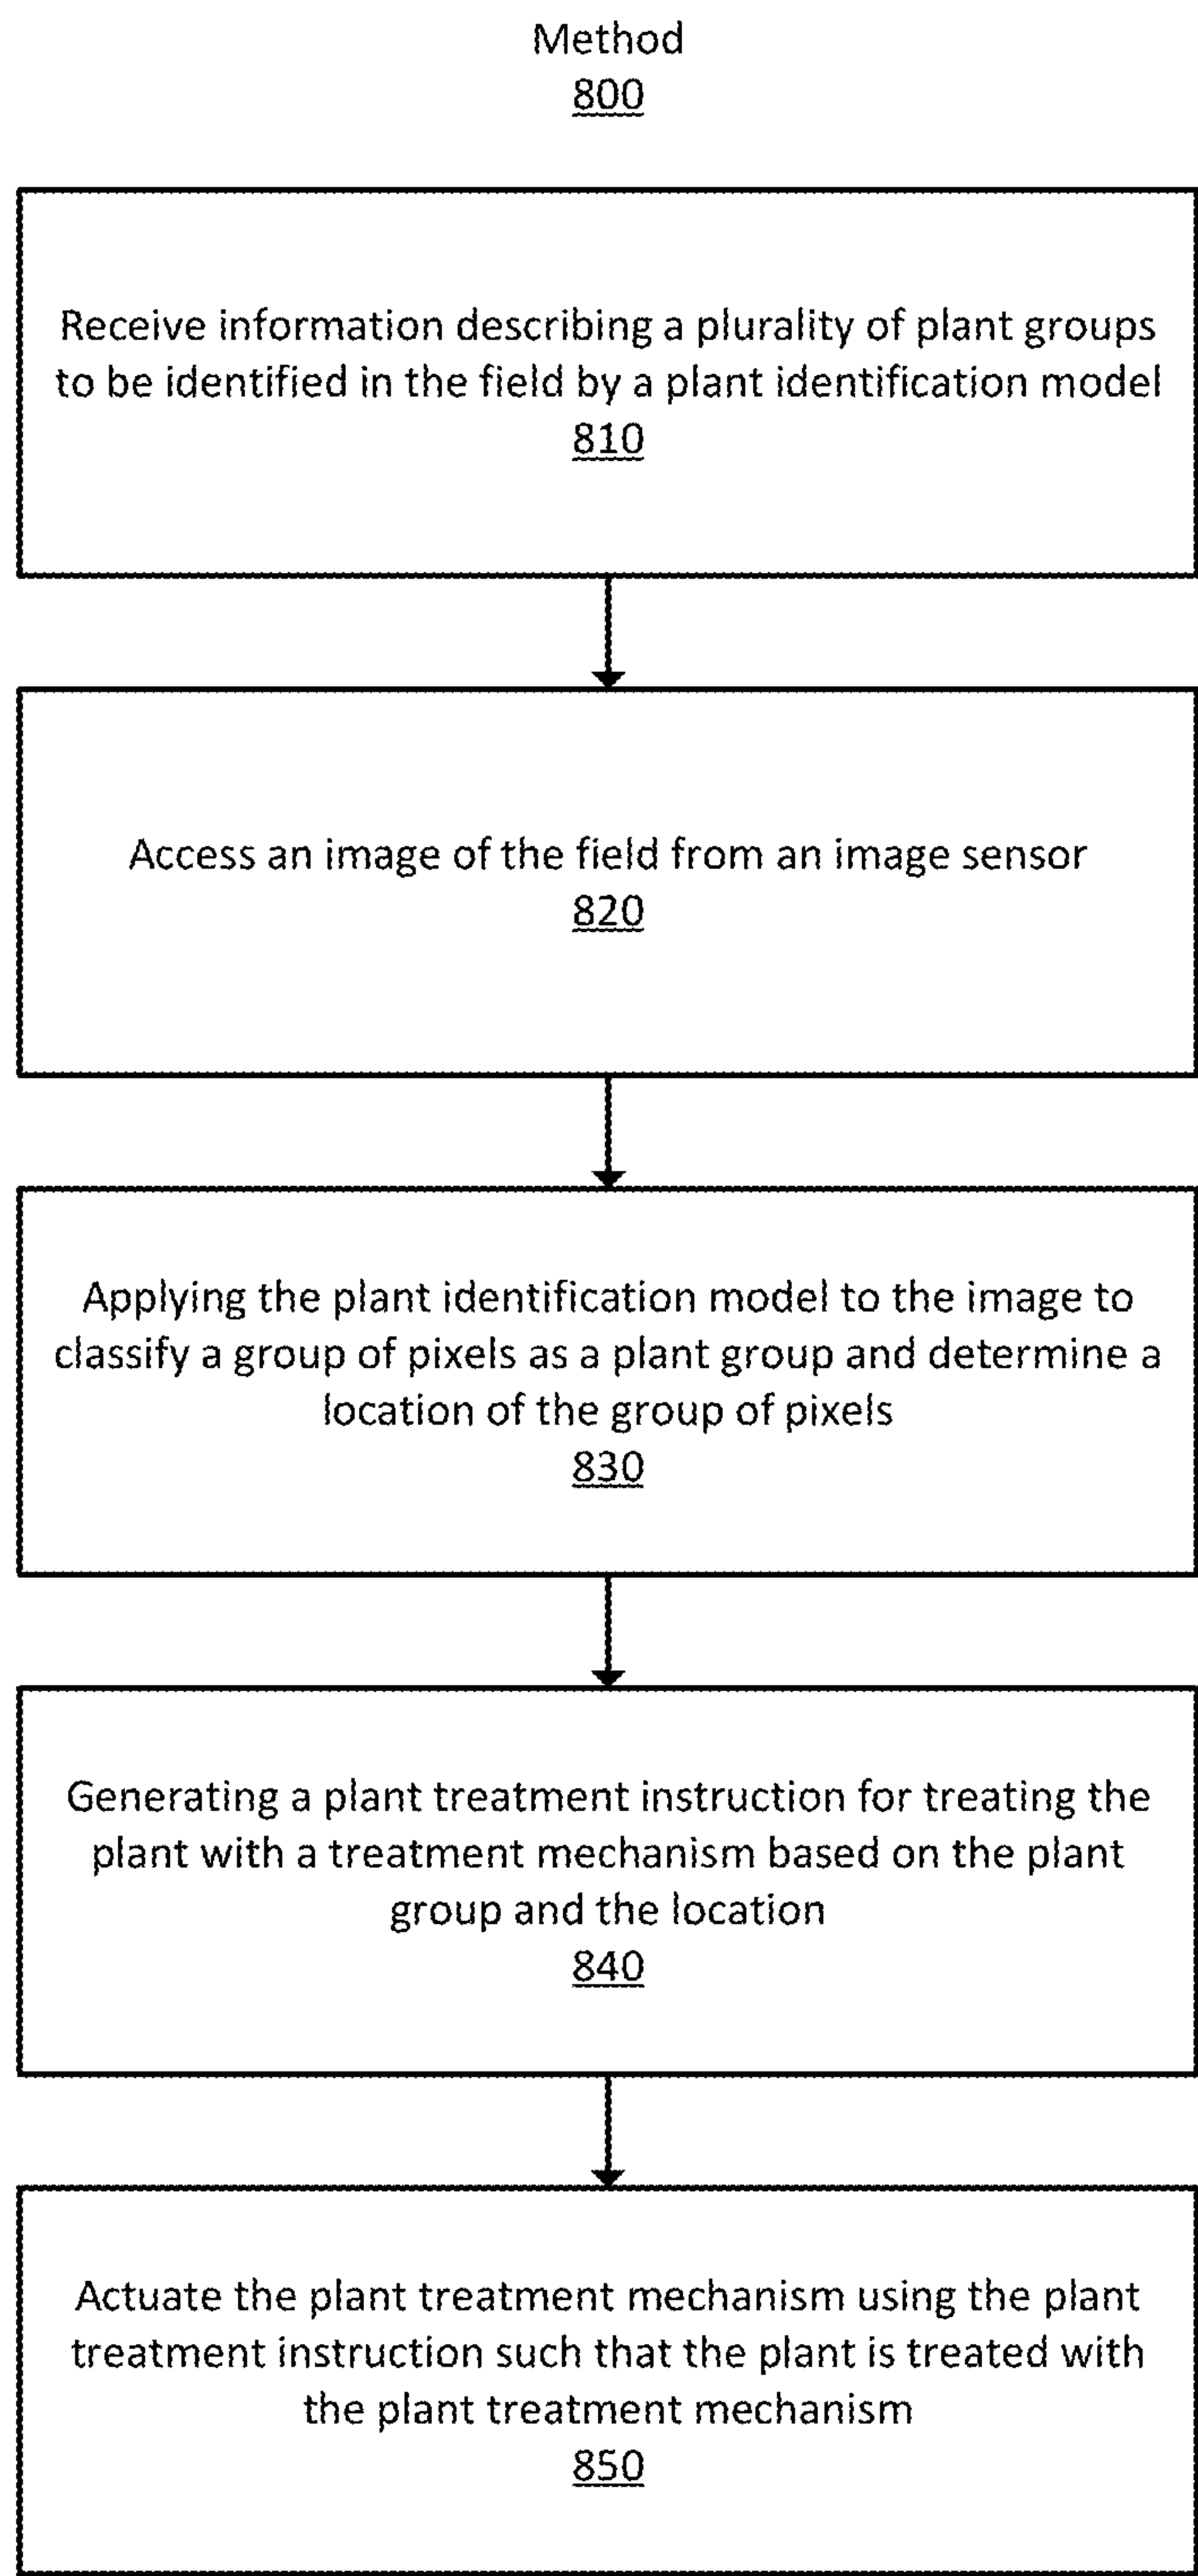 Method
800
Receive information describing a plurality of plant groups
to be identified in the field by a plant identification model
810
Access an image of the field from an image sensor
820
Applying the plant identification model to the image to
classify a group of pixels as a plant group and determine a
location of the group of pixels
830
Generating a plant treatment instruction for treating the
plant with a treatment mechanism based on the plant
group and the location
840
Actuate the plant treatment mechanism using the plant
treatment instruction such that the plant is treated with
the plant treatment mechanism
850